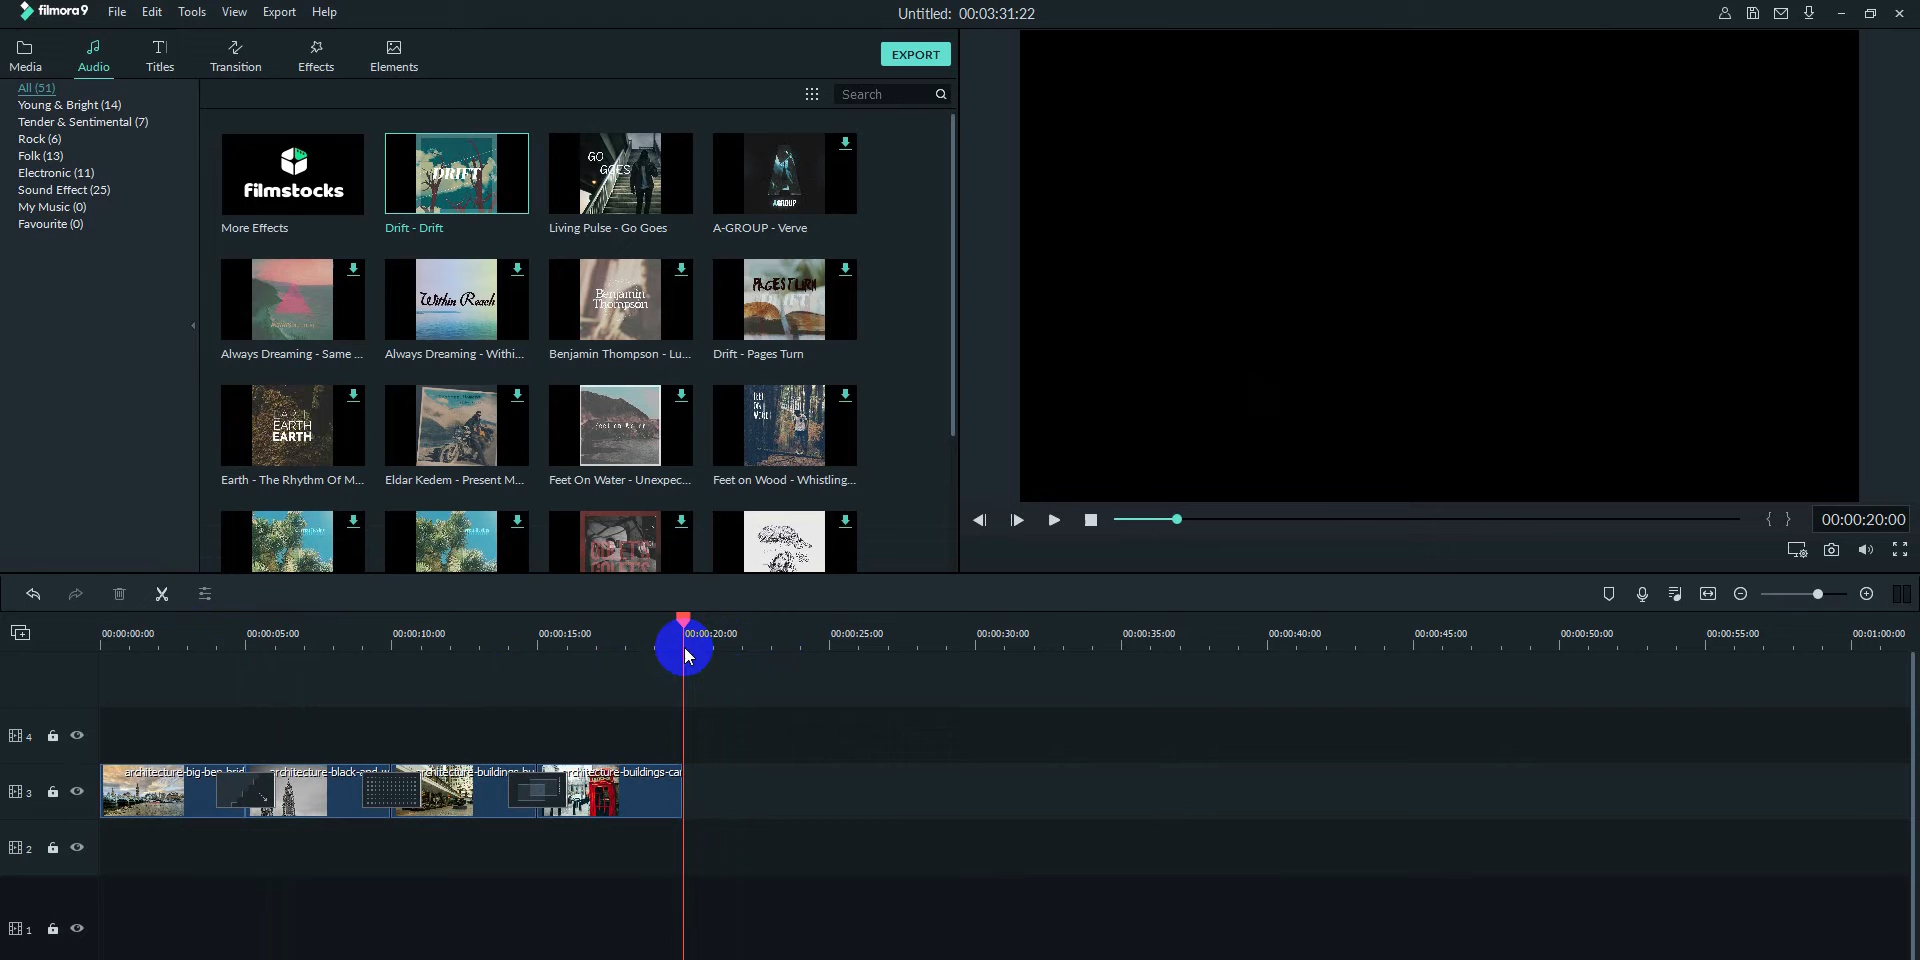 filmora9 File Edit Tools View Export Help Untitled: 00:03:31:22
Media Audio Titles Transition Effects Elements EXPORT
All (51)
Young & Bright (14)
Tender & Sentimental (7)
Rock (6)
Folk (13)
Electronic (11)
Sound Effect (25)
My Music (0)
Favourite (0)
Search
filmstocks
DRIFT
GO
GOES
AGROUP
More Effects Drift - Drift Living Pulse - Go Goes A-GROUP - Verve
Within Reach
Benjamin
Thompson
PAGES TURN
Always Dreaming - Same ... Always Dreaming - Withi... Benjamin Thompson - Lu... Drift - Pages Turn
EARTH
EARTH
EARTH
Feet on Water
Earth - The Rhythm Of M... Eldar Kedem - Present M... Feet On Water - Unexpec... Feet on Wood - Whistling...
00:00:20:00
00:00:00:00 00:00:05:00 00:00:10:00 00:00:15:00 00:00:20:00 00:00:25:00 00:00:30:00 00:00:35:00 00:00:40:00 00:00:45:00 00:00:50:00 00:00:55:00 00:01:00:00
4
architecture-big-ben-brid architecture-black-and-w architecture-buildings-bu architecture-buildings-car
3
2
1